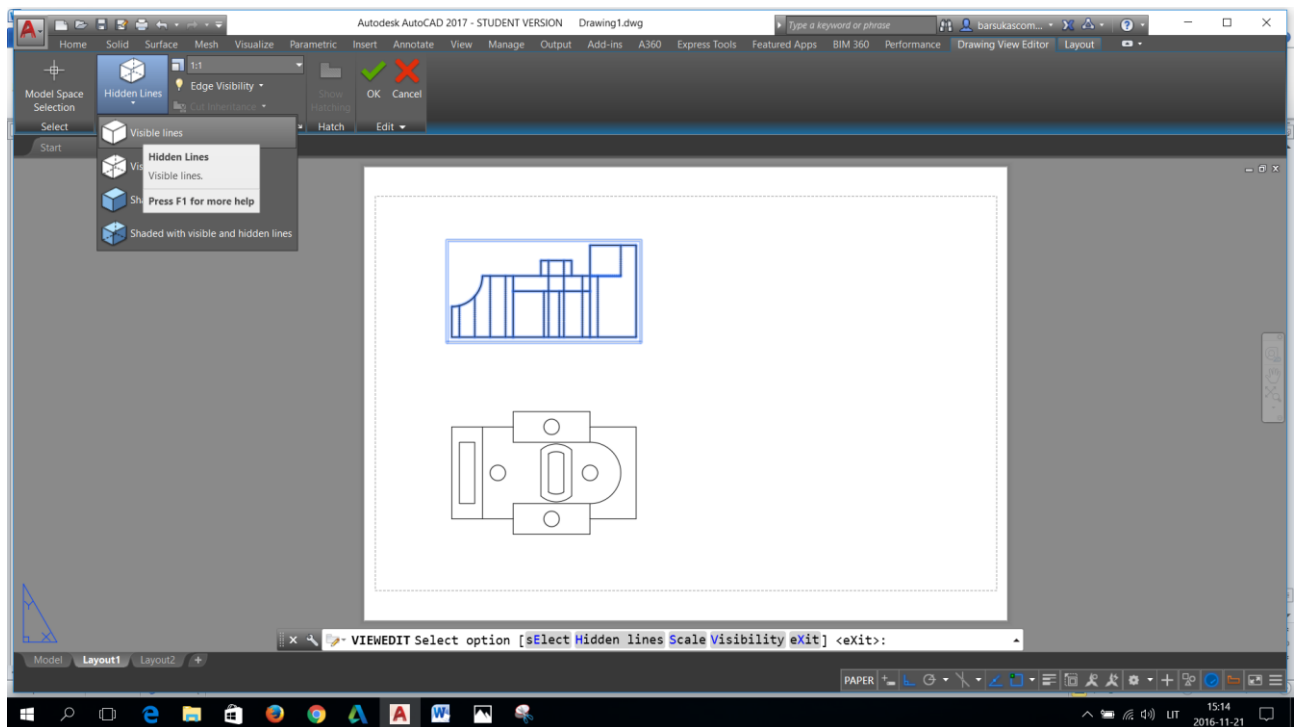 Autodesk AutoCAD 2017 - STUDENT VERSION Drawing1.dwg
Type a keyword or phrase
barsukascom...
Home Solid Surface Mesh Visualize Parametric Insert Annotate View Manage Output Add-ins A360 Express Tools Featured Apps BIM 360 Performance Drawing View Editor Layout
Model Space
Selection
Hidden Lines
1:1
Edge Visibility
Cut Inheritance
Show
Hatching
OK Cancel
Select
Hatch Edit
Start
Visible lines
Hidden Lines
Visible lines.
Press F1 for more help
Shaded with visible and hidden lines
VIEWEDIT Select option [sElect Hidden lines Scale Visibility eXit] <eXit>:
Model Layout1 Layout2 +
PAPER
LIT
15:14
2016-11-21